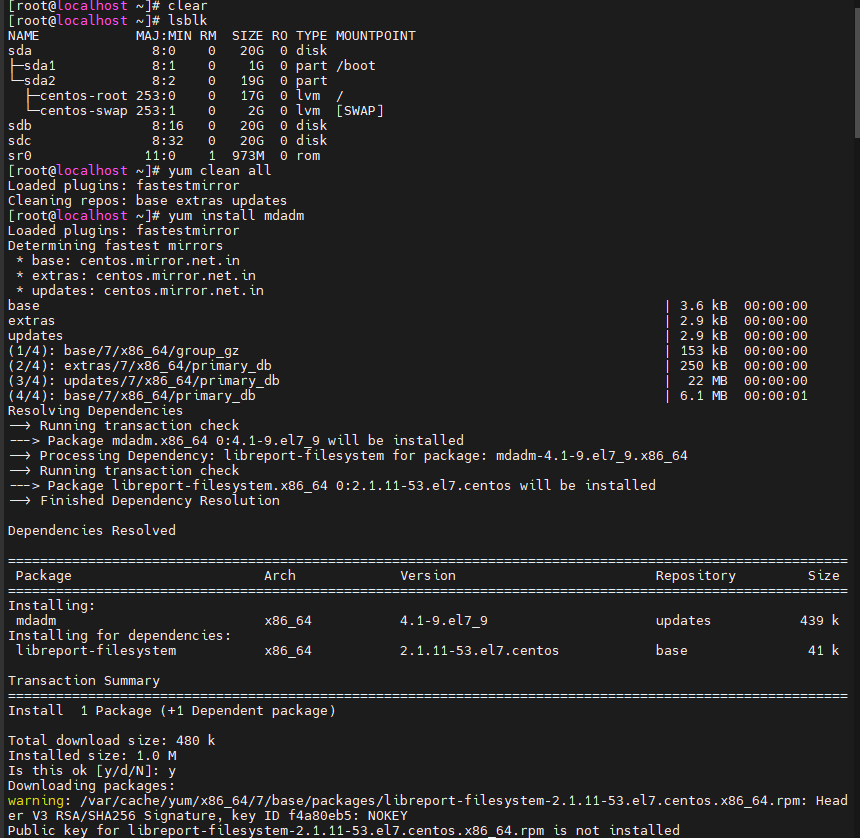 [root@localhost ~]# clear
[root@localhost ~]# lsblk
NAME            MAJ:MIN RM  SIZE RO TYPE MOUNTPOINT
sda               8:0    0   20G  0 disk
├─sda1            8:1    0    1G  0 part /boot
└─sda2            8:2    0   19G  0 part
  ├─centos-root 253:0    0   17G  0 lvm  /
  └─centos-swap 253:1    0    2G  0 lvm  [SWAP]
sdb               8:16   0   20G  0 disk
sdc               8:32   0   20G  0 disk
sr0              11:0    1  973M  0 rom
[root@localhost ~]# yum clean all
Loaded plugins: fastestmirror
Cleaning repos: base extras updates
[root@localhost ~]# yum install mdadm
Loaded plugins: fastestmirror
Determining fastest mirrors
 * base: centos.mirror.net.in
 * extras: centos.mirror.net.in
 * updates: centos.mirror.net.in
base                                                                              | 3.6 kB  00:00:00
extras                                                                            | 2.9 kB  00:00:00
updates                                                                           | 2.9 kB  00:00:00
(1/4): base/7/x86_64/group_gz                                                     | 153 kB  00:00:00
(2/4): extras/7/x86_64/primary_db                                                 | 250 kB  00:00:00
(3/4): updates/7/x86_64/primary_db                                                |  22 MB  00:00:00
(4/4): base/7/x86_64/primary_db                                                   | 6.1 MB  00:00:01
Resolving Dependencies
--> Running transaction check
---> Package mdadm.x86_64 0:4.1-9.el7_9 will be installed
--> Processing Dependency: libreport-filesystem for package: mdadm-4.1-9.el7_9.x86_64
--> Running transaction check
---> Package libreport-filesystem.x86_64 0:2.1.11-53.el7.centos will be installed
--> Finished Dependency Resolution

Dependencies Resolved

=========================================================================================================
 Package                        Arch             Version                         Repository         Size
=========================================================================================================
Installing:
 mdadm                          x86_64           4.1-9.el7_9                     updates           439 k
Installing for dependencies:
 libreport-filesystem           x86_64           2.1.11-53.el7.centos            base               41 k

Transaction Summary
=========================================================================================================
Install  1 Package (+1 Dependent package)

Total download size: 480 k
Installed size: 1.0 M
Is this ok [y/d/N]: y
Downloading packages:
warning: /var/cache/yum/x86_64/7/base/packages/libreport-filesystem-2.1.11-53.el7.centos.x86_64.rpm: Head
er V3 RSA/SHA256 Signature, key ID f4a80eb5: NOKEY
Public key for libreport-filesystem-2.1.11-53.el7.centos.x86_64.rpm is not installed